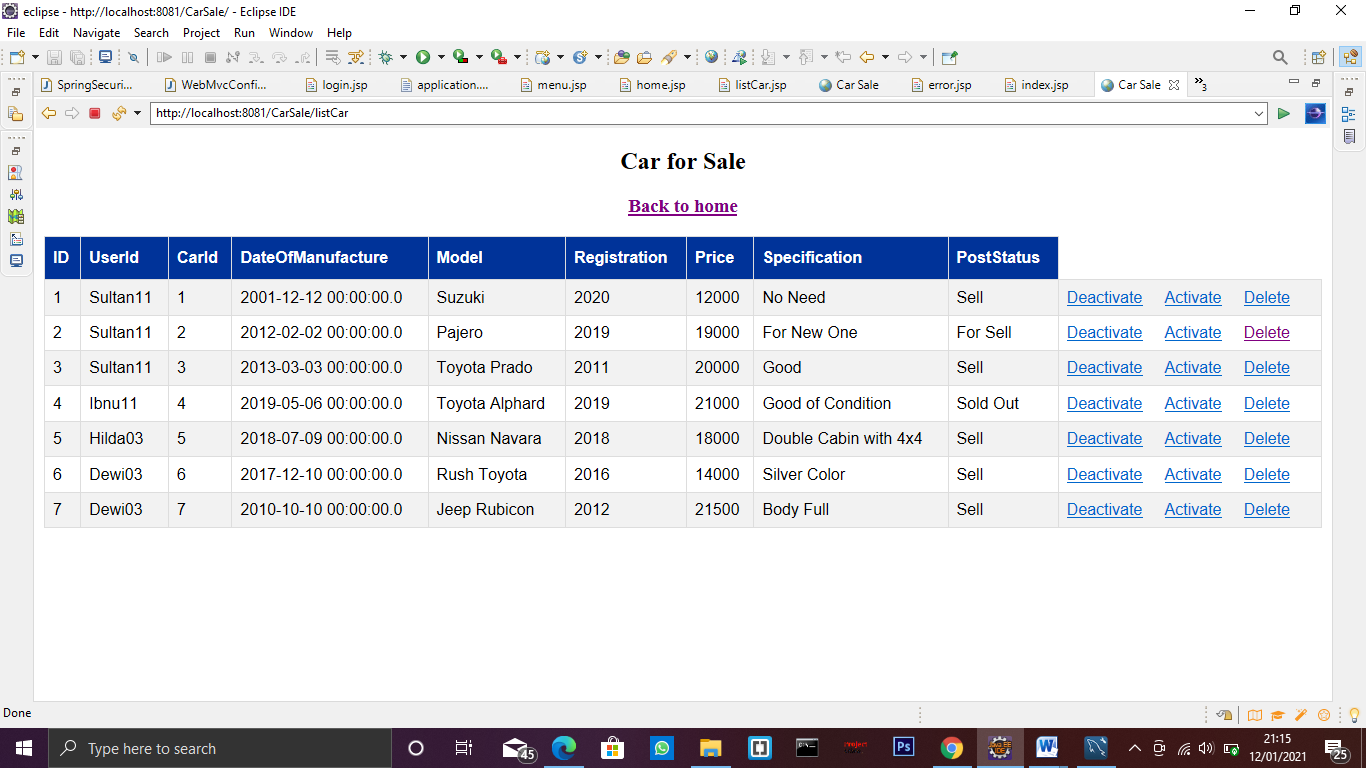 eclipse - http://localhost:8081/CarSale/ - Eclipse IDE
File Edit Navigate Search Project Run Window Help
SpringSecuri... WebMvcConfi... login.jsp application.... menu.jsp home.jsp listCar.jsp Car Sale error.jsp index.jsp Car Sale 3
http://localhost:8081/CarSale/listCar
Car for Sale
Back to home
ID UserId CarId DateOfManufacture Model Registration Price Specification PostStatus
1 Sultan11 1 2001-12-12 00:00:00.0 Suzuki 2020 12000 No Need Sell Deactivate Activate Delete
2 Sultan11 2 2012-02-02 00:00:00.0 Pajero 2019 19000 For New One For Sell Deactivate Activate Delete
3 Sultan11 3 2013-03-03 00:00:00.0 Toyota Prado 2011 20000 Good Sell Deactivate Activate Delete
4 Ibnu11 4 2019-05-06 00:00:00.0 Toyota Alphard 2019 21000 Good of Condition Sold Out Deactivate Activate Delete
5 Hilda03 5 2018-07-09 00:00:00.0 Nissan Navara 2018 18000 Double Cabin with 4x4 Sell Deactivate Activate Delete
6 Dewi03 6 2017-12-10 00:00:00.0 Rush Toyota 2016 14000 Silver Color Sell Deactivate Activate Delete
7 Dewi03 7 2010-10-10 00:00:00.0 Jeep Rubicon 2012 21500 Body Full Sell Deactivate Activate Delete
Done
Type here to search 45 Ps W 21:15
12/01/2021 25